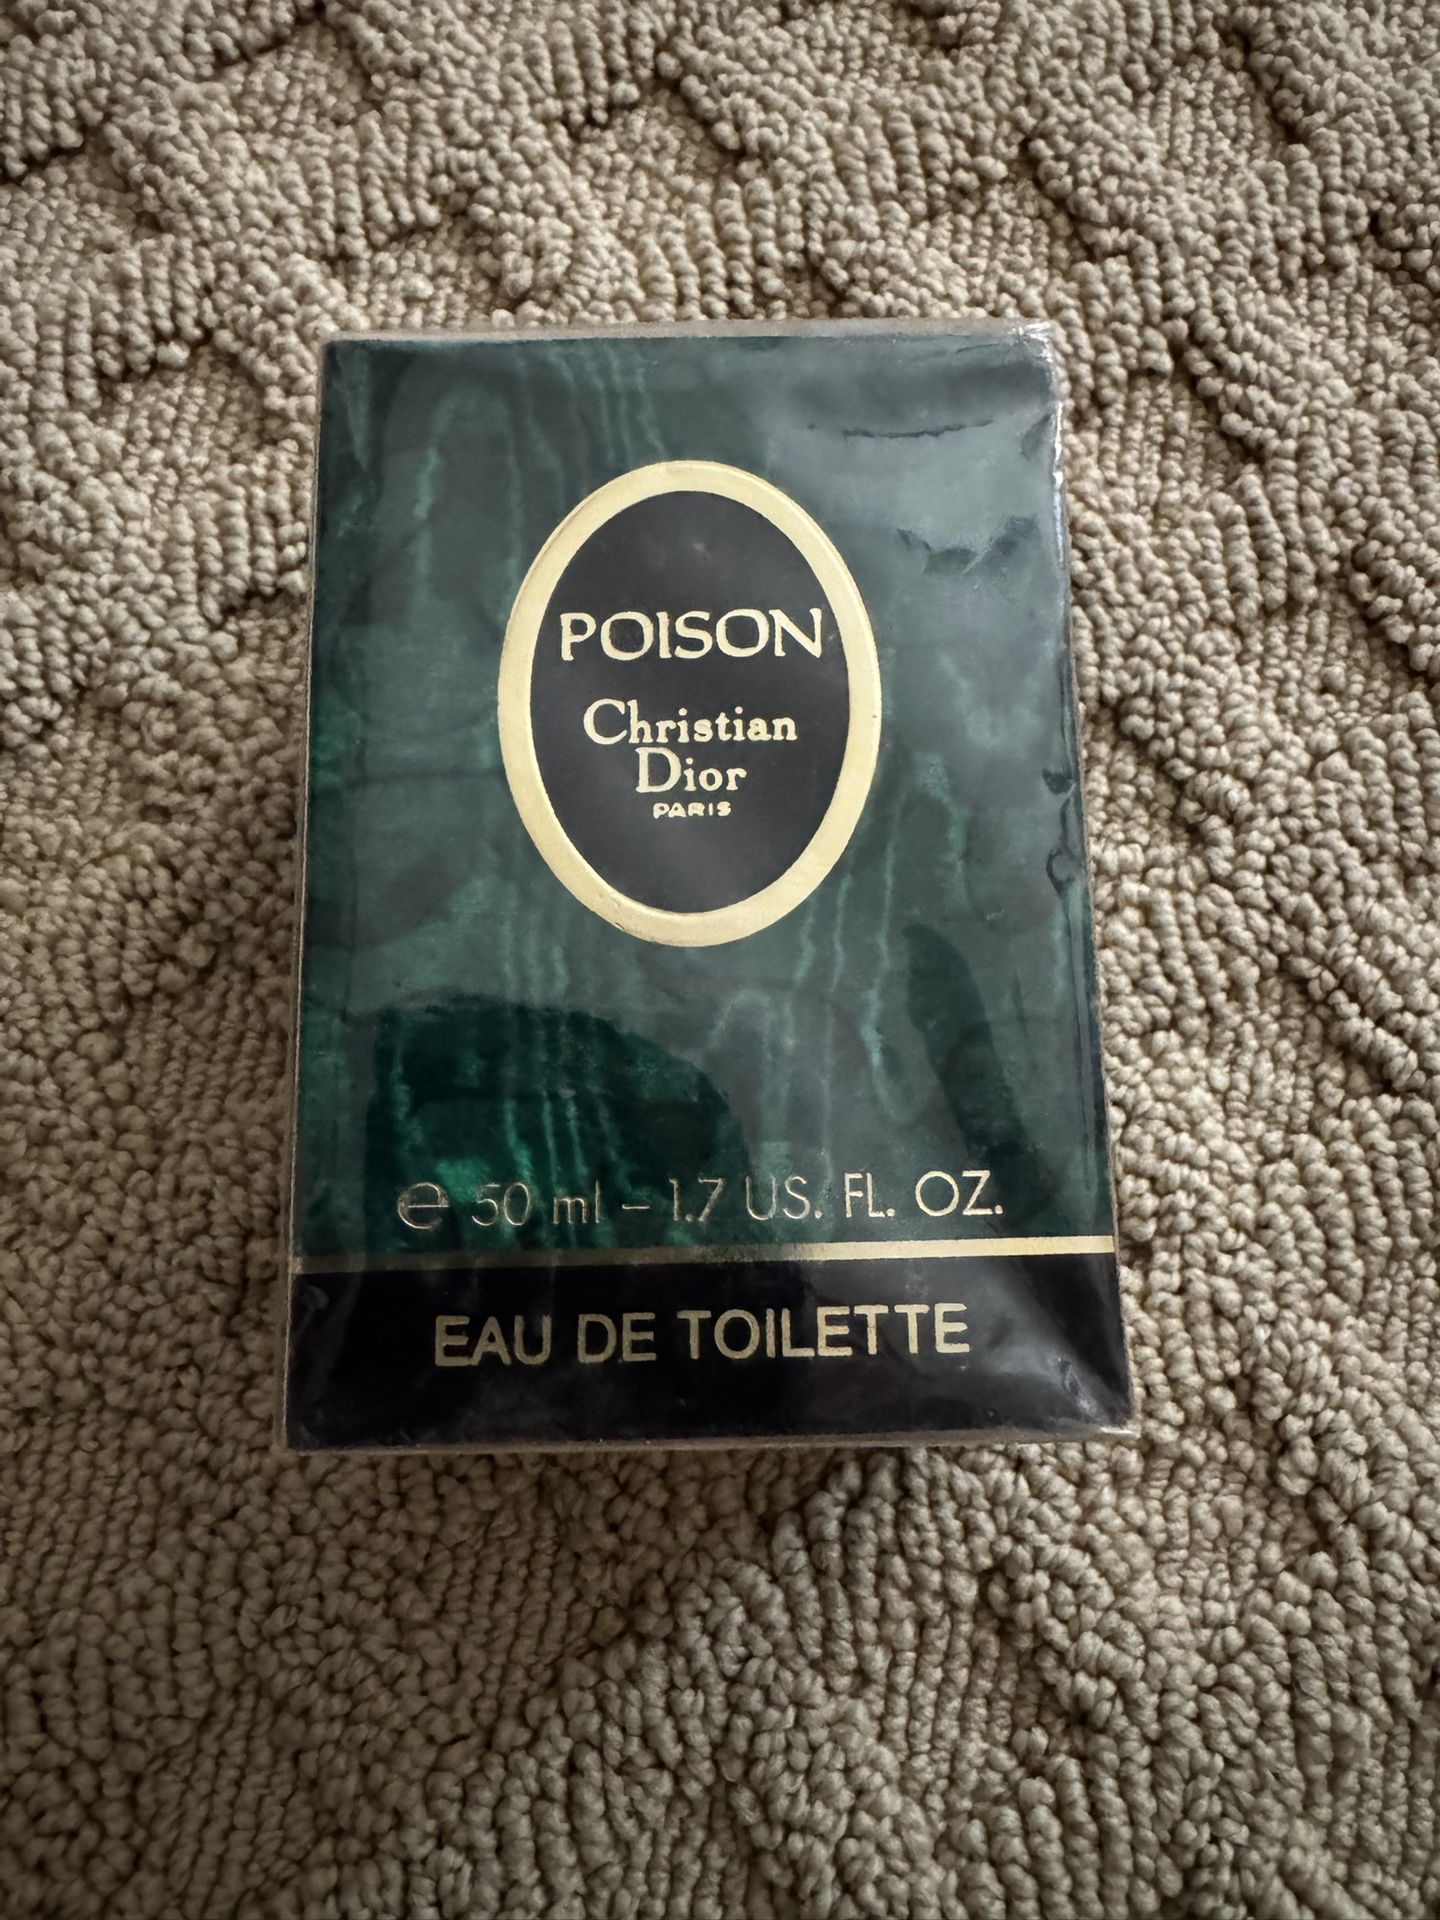 POISON
Christian
Dior
PARIS
℮ 50 ml – 1.7 US. FL. OZ.
EAU DE TOILETTE